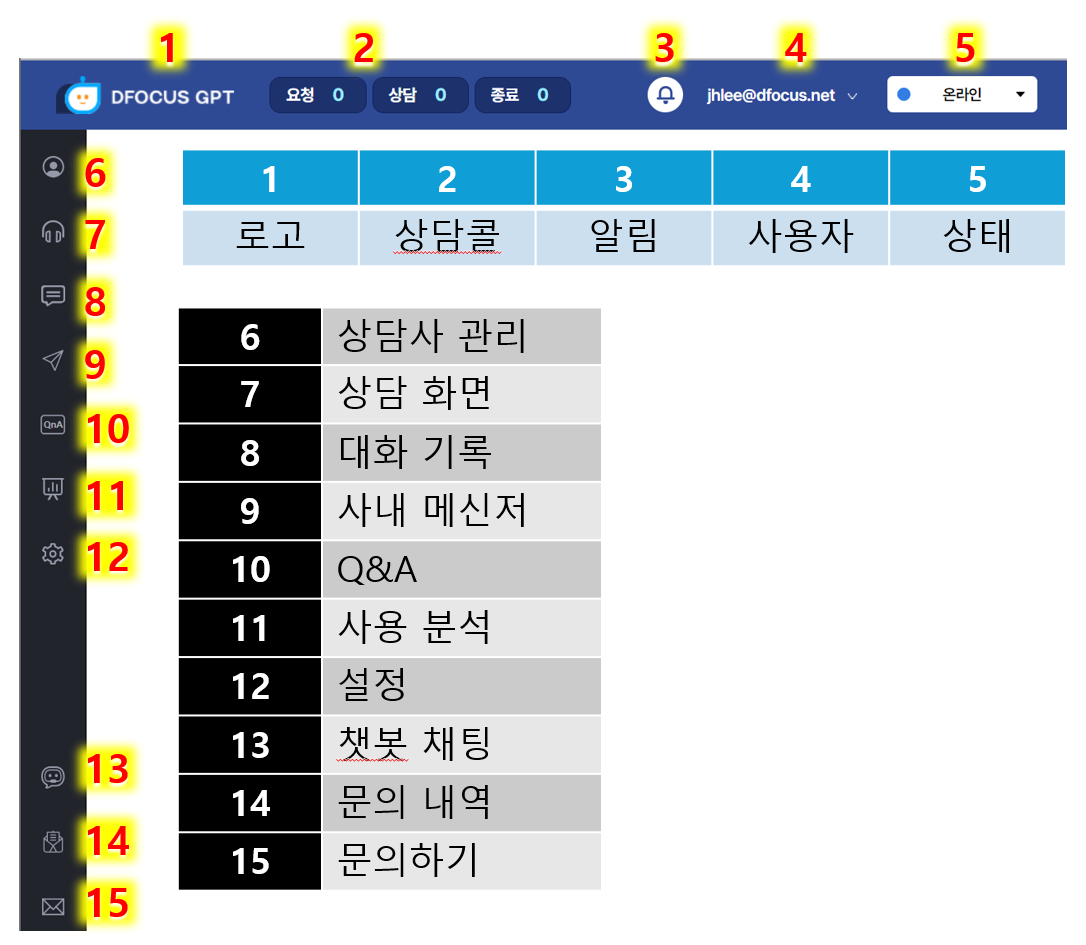 1 2 3 4 5
DFOCUS GPT 요청 0 상담 0 종료 0 jhlee@dfocus.net 온라인
6
7
8
9
QnA 10
11
12
13
14
15
1 2 3 4 5
로고 상담콜 알림 사용자 상태
6 상담사 관리
7 상담 화면
8 대화 기록
9 사내 메신저
10 Q&A
11 사용 분석
12 설정
13 챗봇 채팅
14 문의 내역
15 문의하기